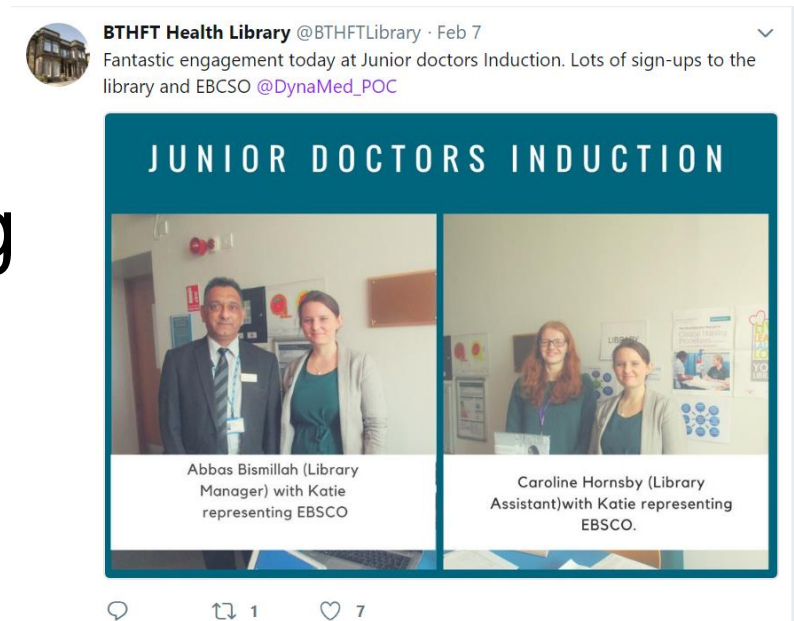 BTHFT Health Library @BTHFTLibrary · Feb 7
Fantastic engagement today at Junior doctors Induction. Lots of sign-ups to the
library and EBCSO @DynaMed_POC
g
JUNIOR DOCTORS INDUCTION
LIBRARY
Abbas Bismillah (Library
Manager) with Katie
representing EBSCO
Caroline Hornsby (Library
Assistant)with Katie representing
EBSCO.
1
7